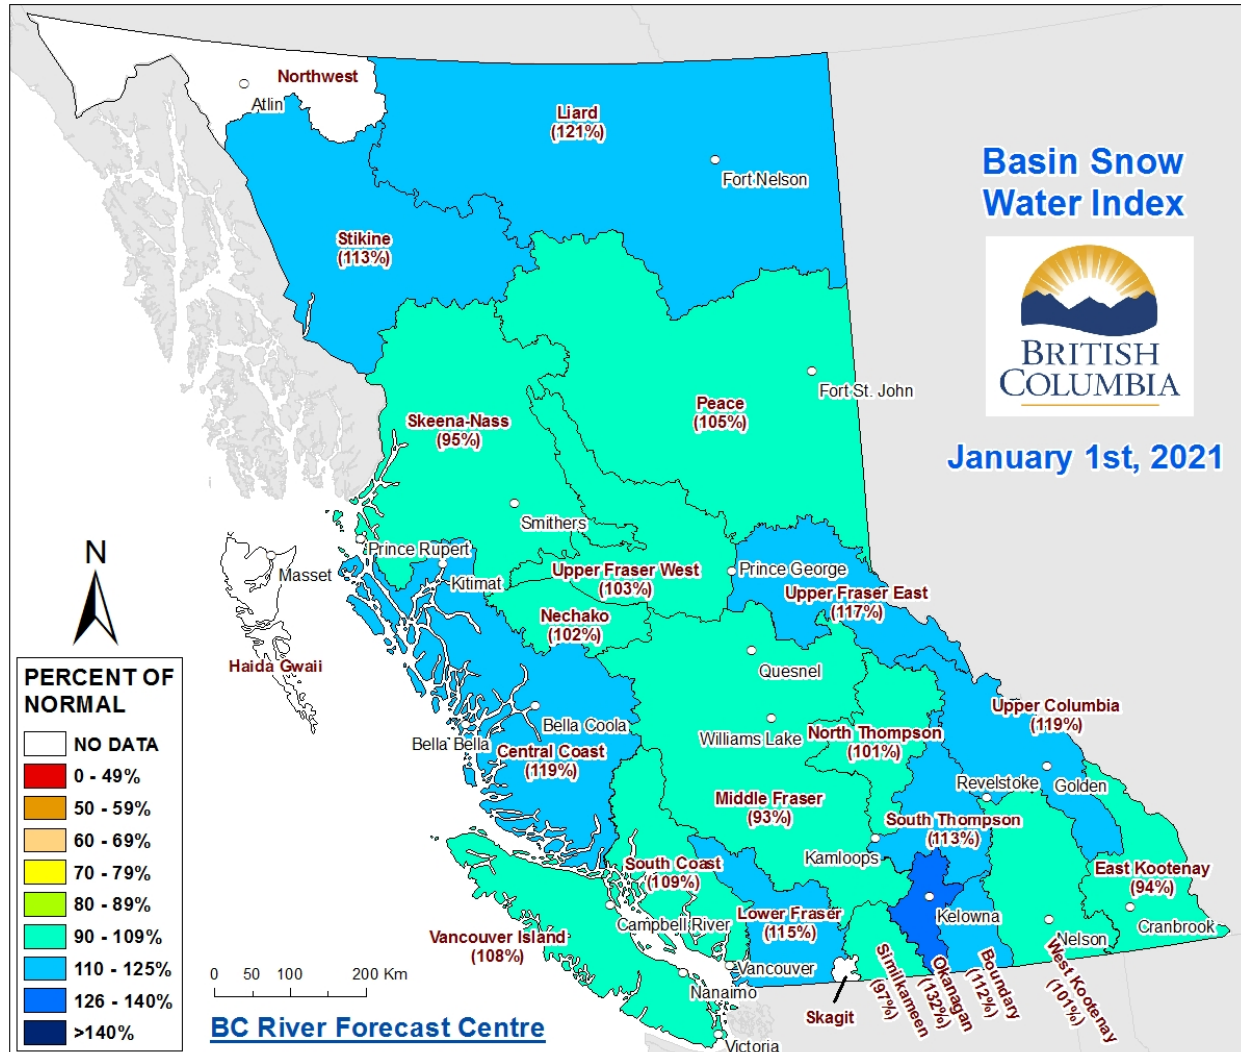 Northwest
Atlin
Liard
(121%)
Fort Nelson
Basin Snow
Water Index
BRITISH
COLUMBIA
January 1st, 2021
Stikine
(113%)
Fort St. John
Peace
(105%)
Skeena-Nass
(95%)
Smithers
Prince Rupert
Masset
Kitimat
Upper Fraser West
(103%)
Prince George
Upper Fraser East
(117%)
Nechako
(102%)
N
Haida Gwaii
Quesnel
Bella Coola
Bella Bella
Central Coast
(119%)
Williams Lake
North Thompson
(101%)
Upper Columbia
(119%)
Revelstoke
Golden
Middle Fraser
(93%)
South Thompson
(113%)
Kamloops
South Coast
(109%)
East Kootenay
(94%)
Cranbrook
Campbell River
Lower Fraser
(115%)
Kelowna
Nelson
Vancouver Island
(108%)
Vancouver
Nanaimo
Victoria
Skagit
Similkameen
(97%)
Okanagan
(132%)
Boundary
(112%)
West Kootenay
(101%)
PERCENT OF
NORMAL
NO DATA
0 - 49%
50 - 59%
60 - 69%
70 - 79%
80 - 89%
90 - 109%
110 - 125%
126 - 140%
>140%
0 50 100 200 Km
BC River Forecast Centre